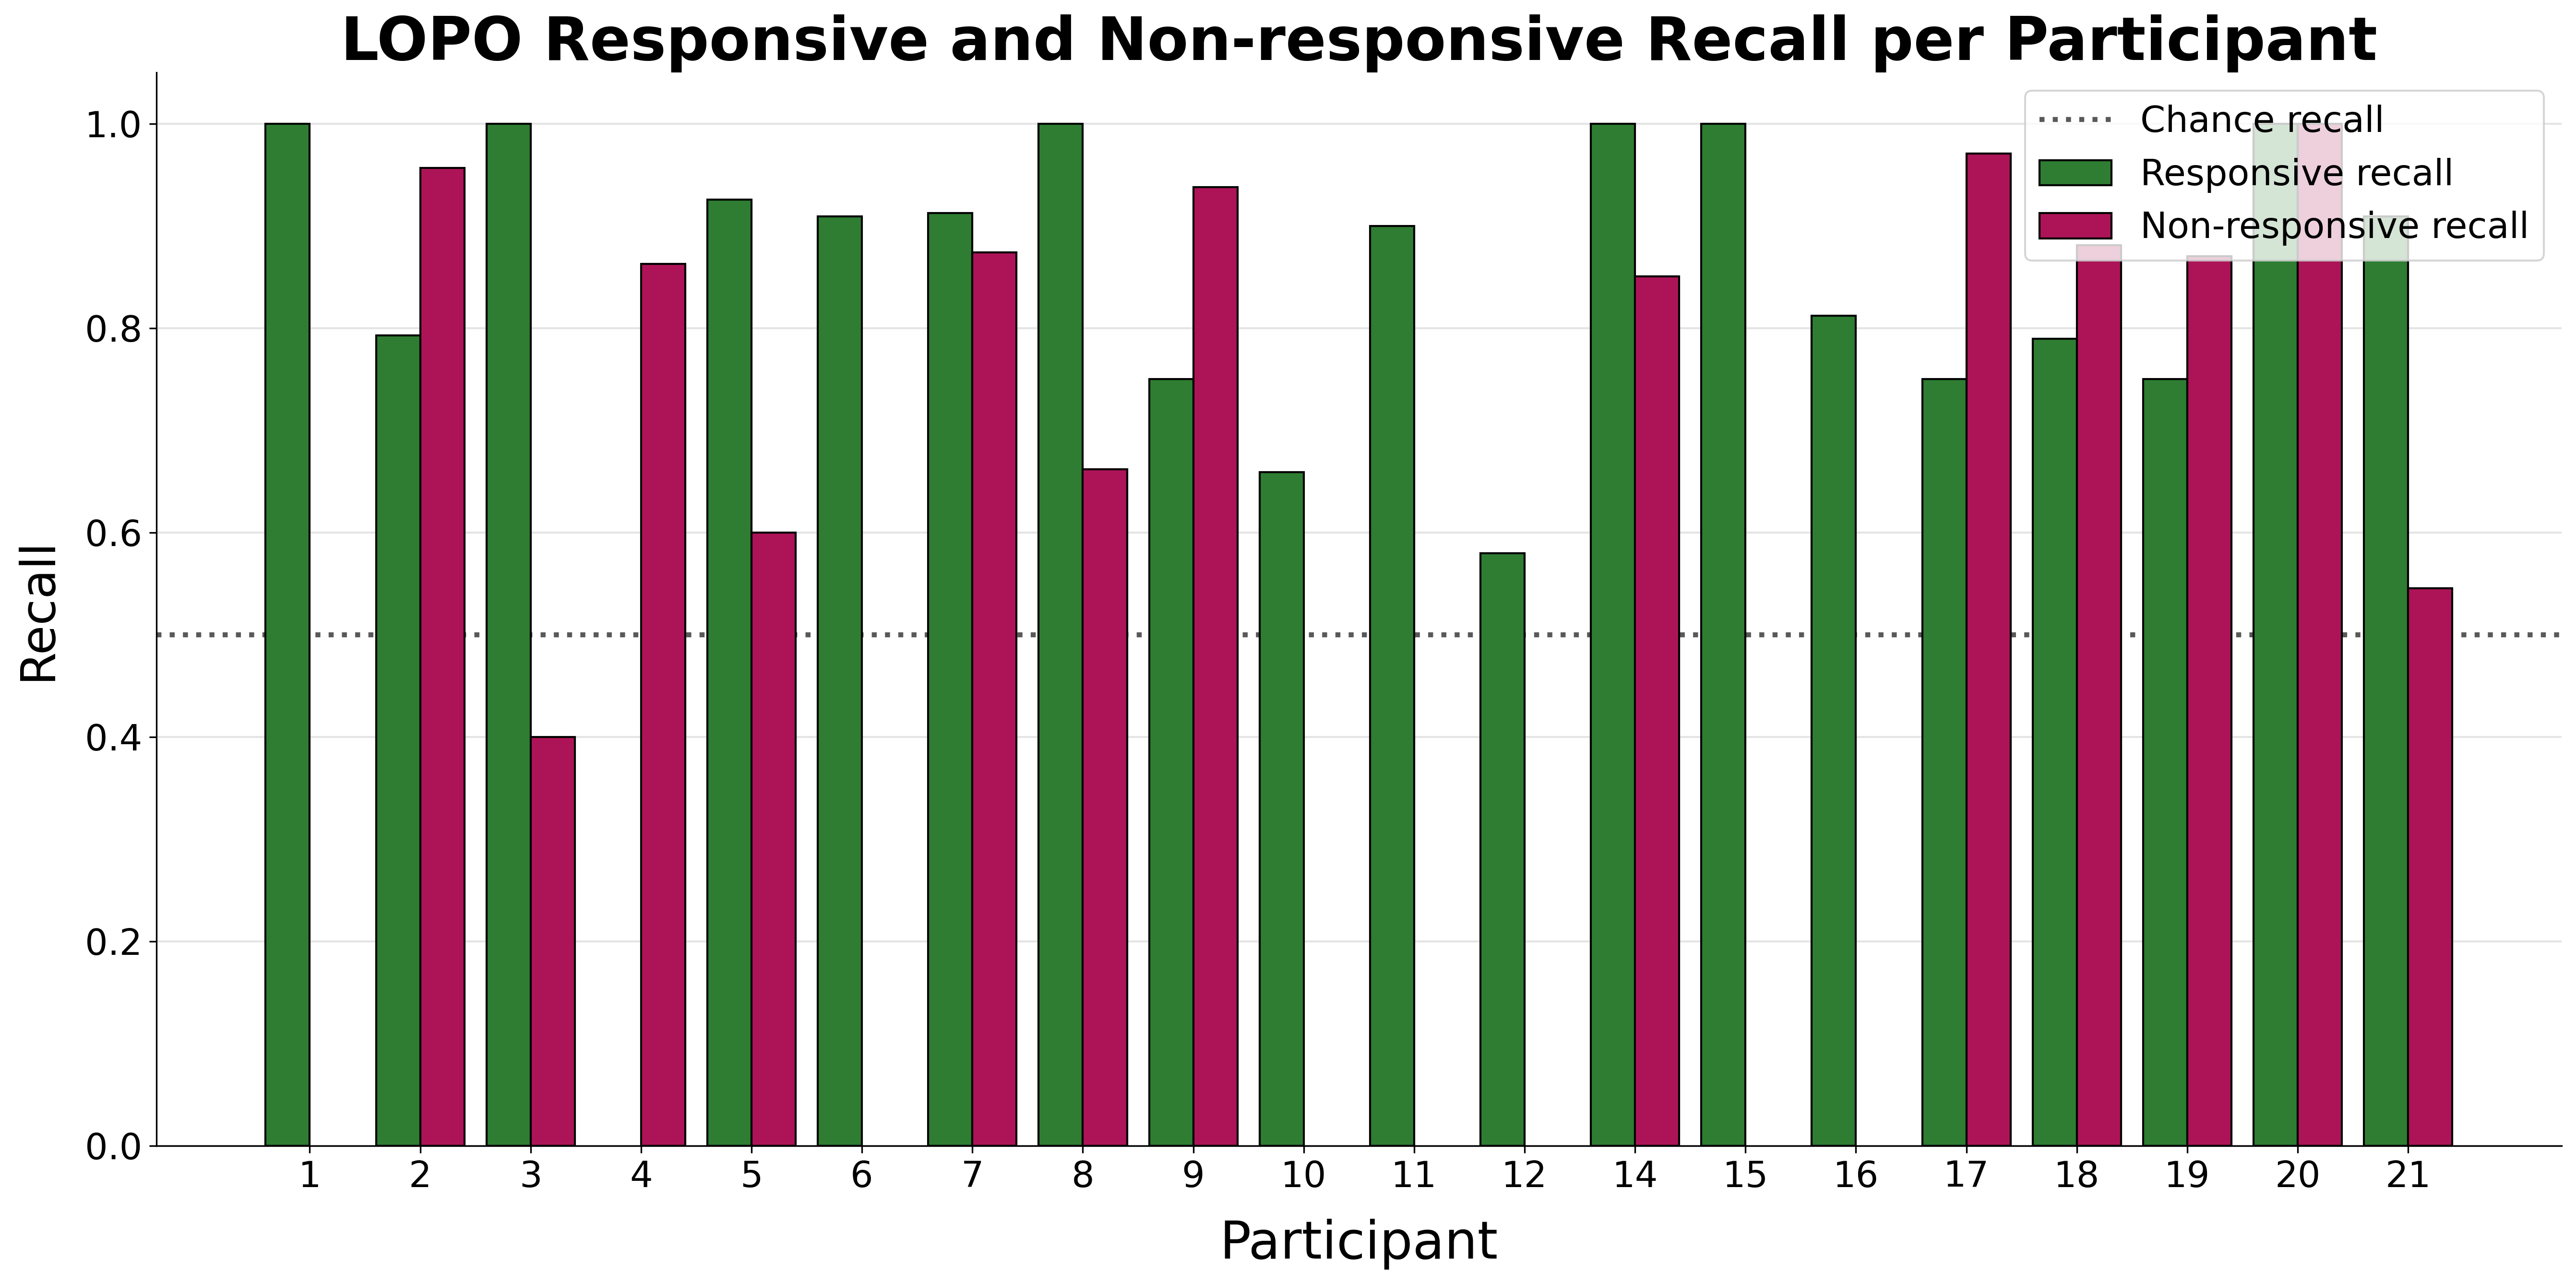 LOPO Responsive and Non-responsive Recall per Participant
Chance recall
Responsive recall
Non-responsive recall
1.0
0.8
0.6
0.4
0.2
0.0
Recall
1 2 3 4 5 6 7 8 9 10 11 12 14 15 16 17 18 19 20 21
Participant